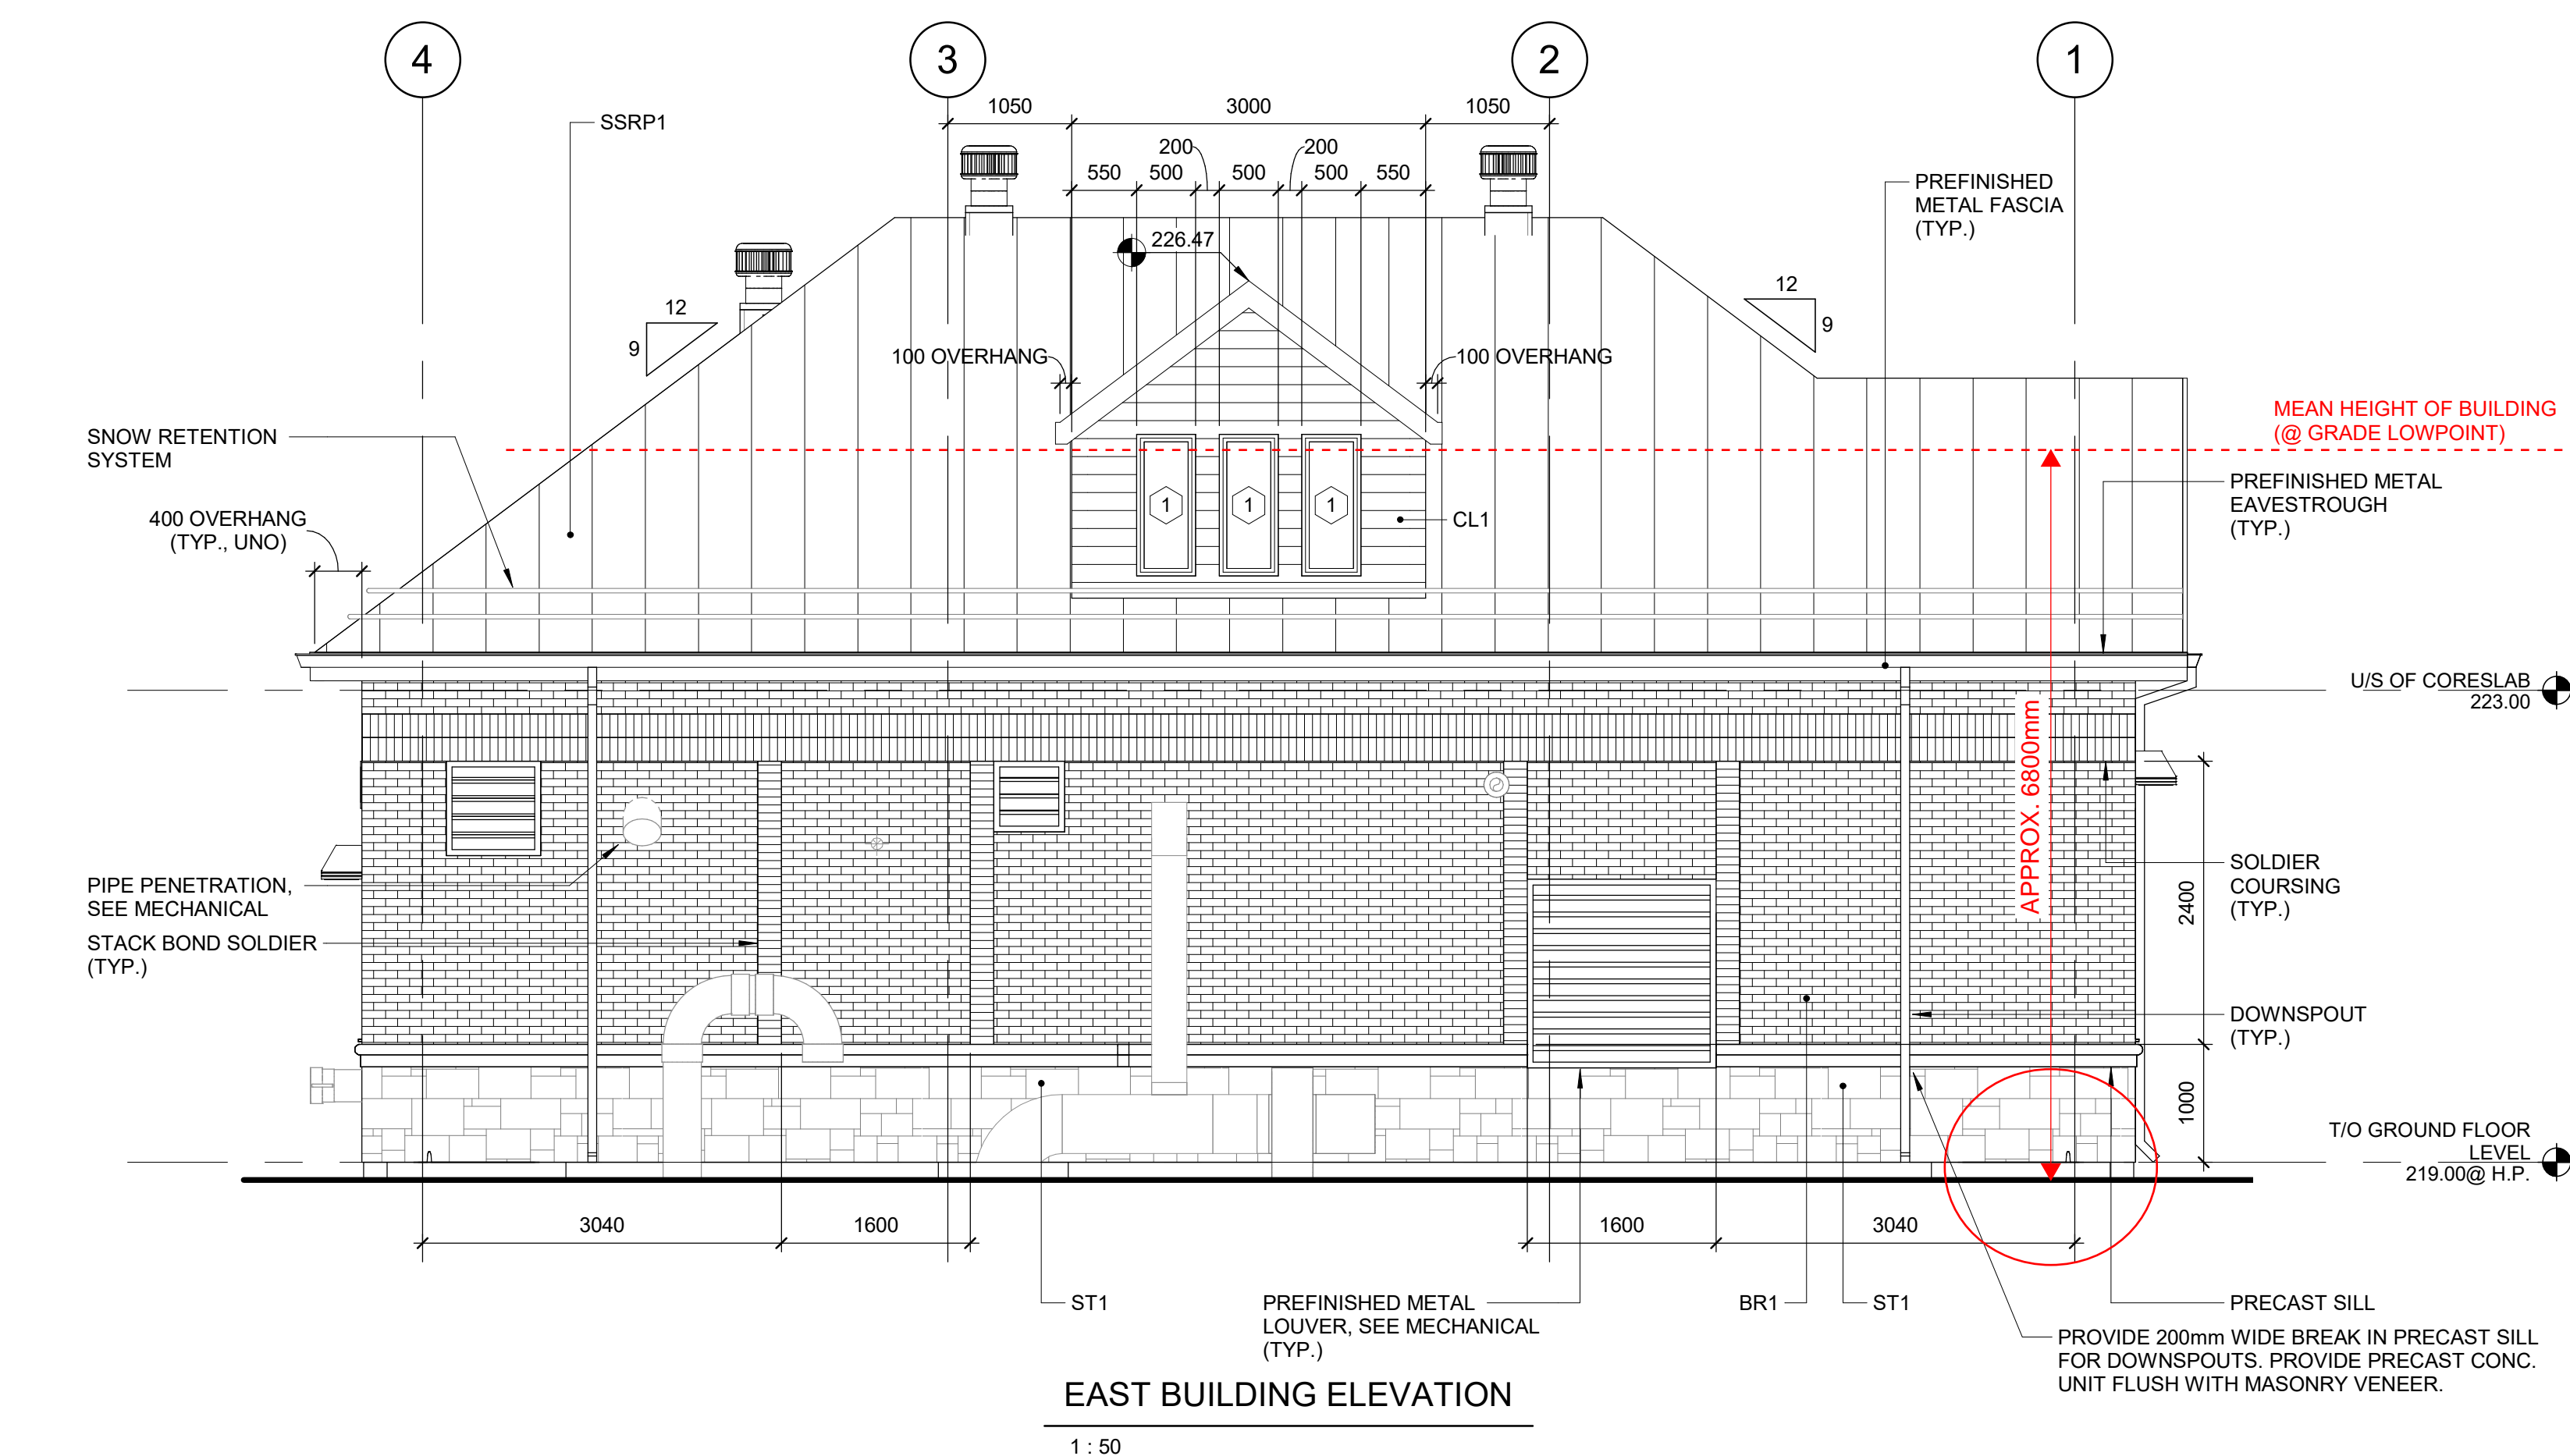 4
3
2
1
1050
3000
1050
SSRP1
200
200
550
500
500
500
550
PREFINISHED
METAL FASCIA
(TYP.)
226.47
12
9
12
9
100 OVERHANG
100 OVERHANG
MEAN HEIGHT OF BUILDING
(@ GRADE LOWPOINT)
SNOW RETENTION
SYSTEM
PREFINISHED METAL
EAVESTROUGH
(TYP.)
400 OVERHANG
(TYP., UNO)
1
1
1
CL1
U/S OF CORESLAB
223.00
APPROX. 6800mm
SOLDIER
COURSING
(TYP.)
2400
PIPE PENETRATION,
SEE MECHANICAL
STACK BOND SOLDIER
(TYP.)
DOWNSPOUT
(TYP.)
1000
T/O GROUND FLOOR
LEVEL
219.00@ H.P.
3040
1600
1600
3040
ST1
PREFINISHED METAL
LOUVER, SEE MECHANICAL
(TYP.)
BR1
ST1
PRECAST SILL
PROVIDE 200mm WIDE BREAK IN PRECAST SILL
FOR DOWNSPOUTS. PROVIDE PRECAST CONC.
UNIT FLUSH WITH MASONRY VENEER.
EAST BUILDING ELEVATION
1 : 50